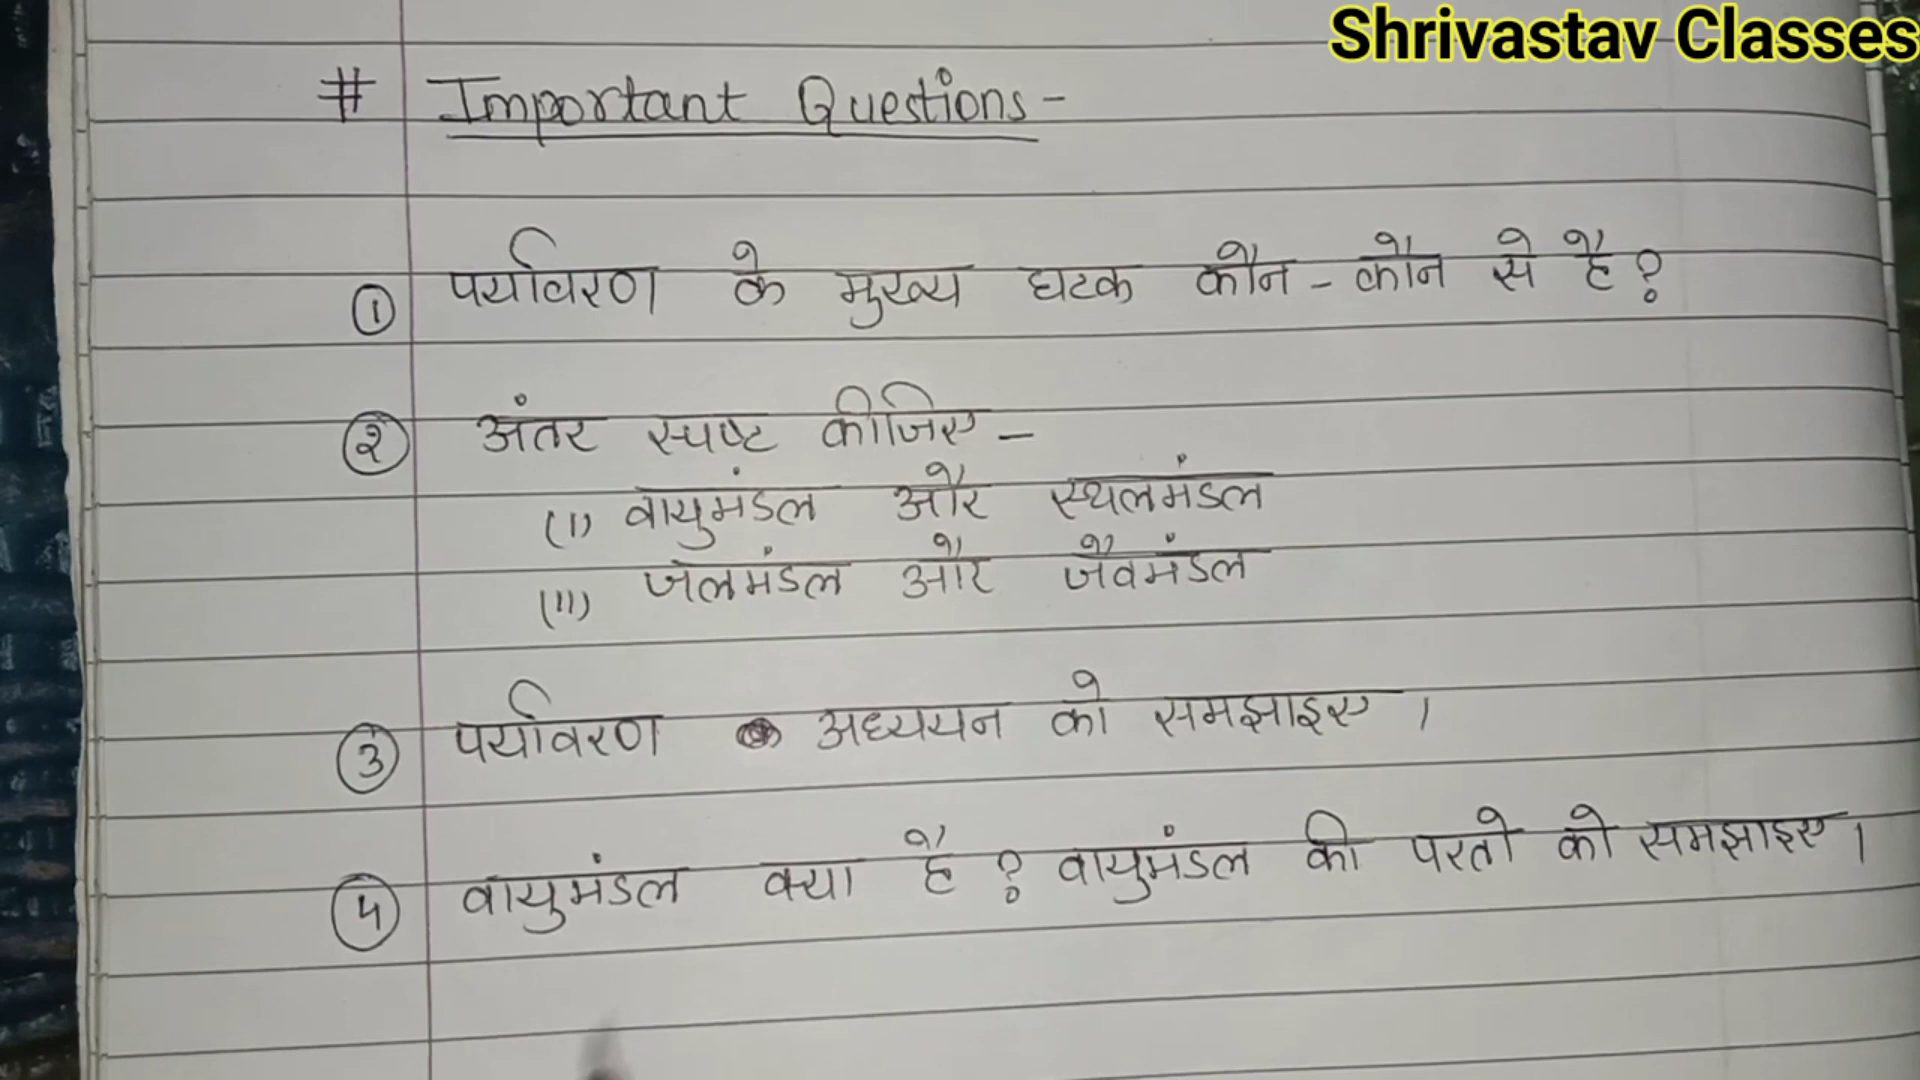 Shrivastav Classes
# Important Questions -
① पर्यावरण के मुख्य घटक कौन - कौन से है ?
② अंतर स्पष्ट कीजिए -
(I) वायुमंडल और स्थलमंडल
(II) जलमंडल और जैवमंडल
③ पर्यावरण अध्ययन को समझाइए ।
④ वायुमंडल क्या है ? वायुमंडल की परतो को समझाइए ।